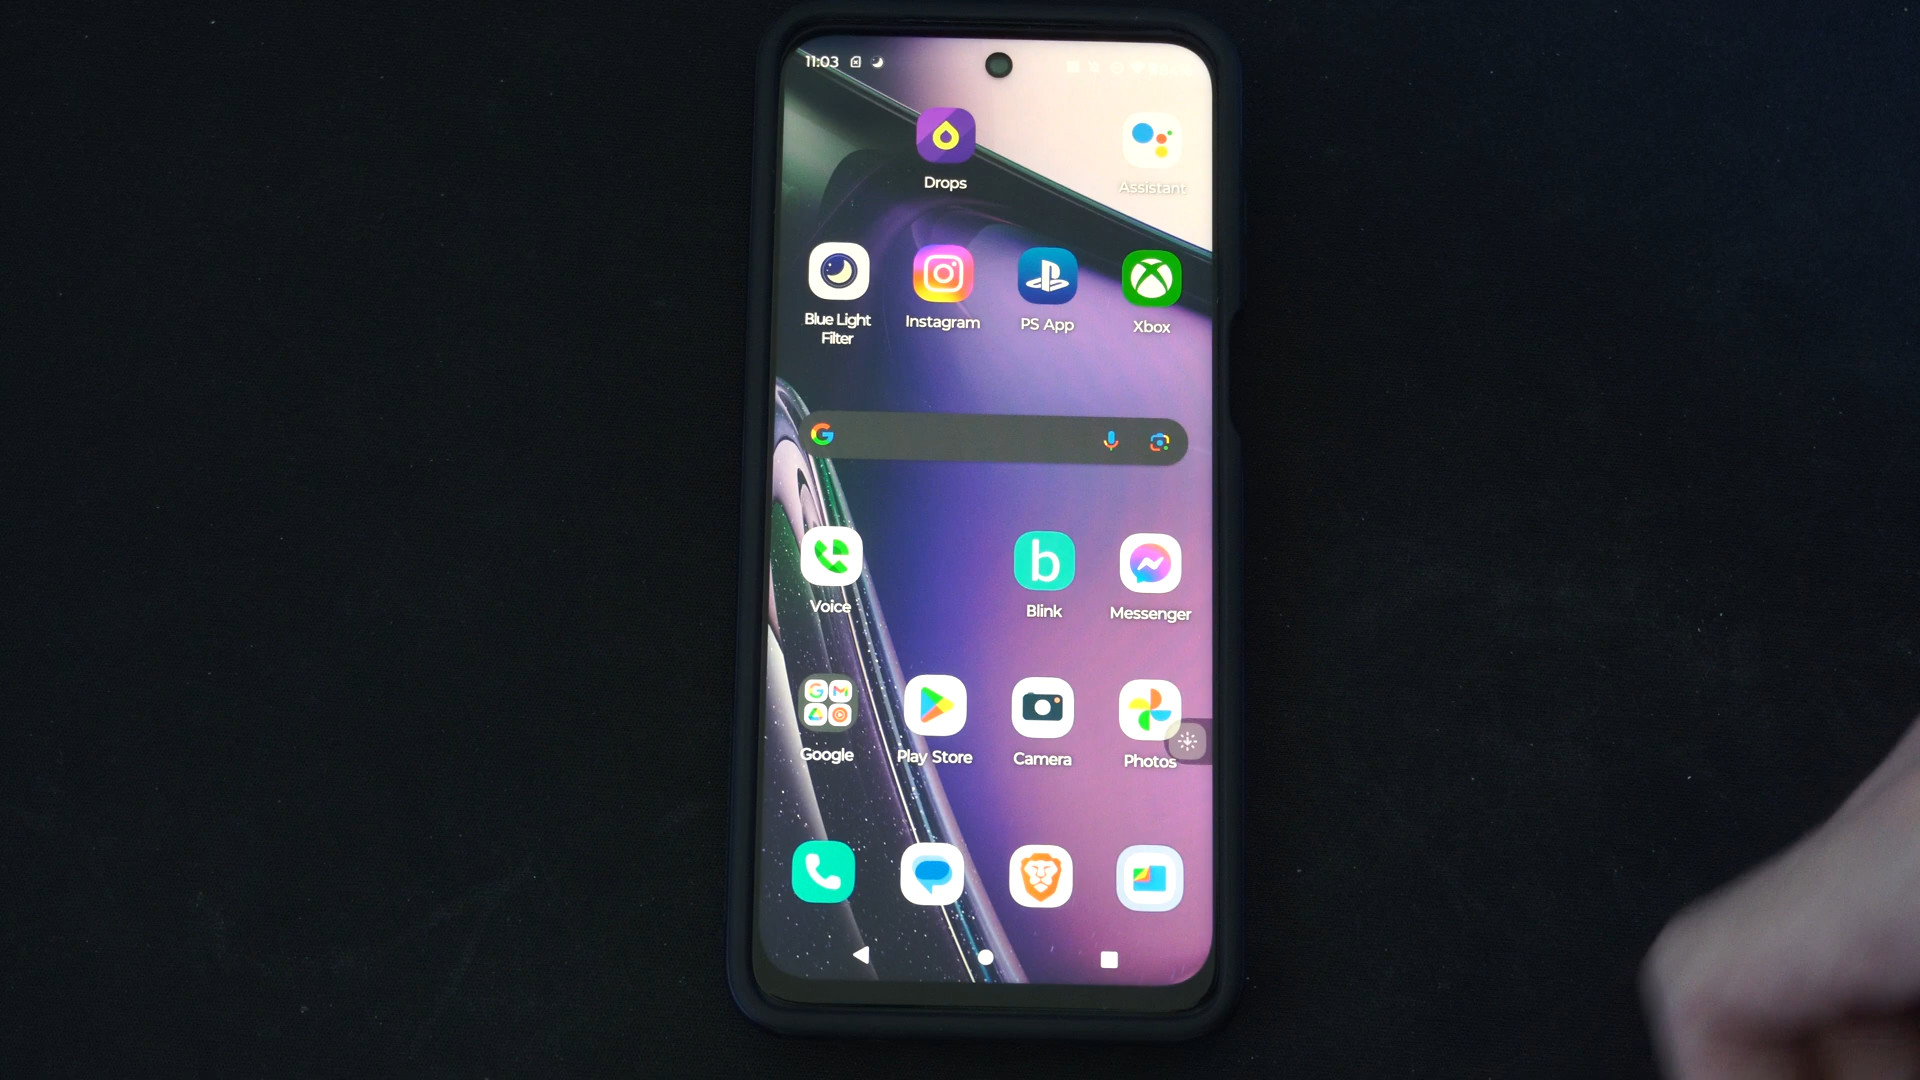 11:03
Drops
Assistant
Blue Light
Filter
Instagram
PS App
Xbox
Voice
b
Blink
Messenger
Google
Play Store
Camera
Photos